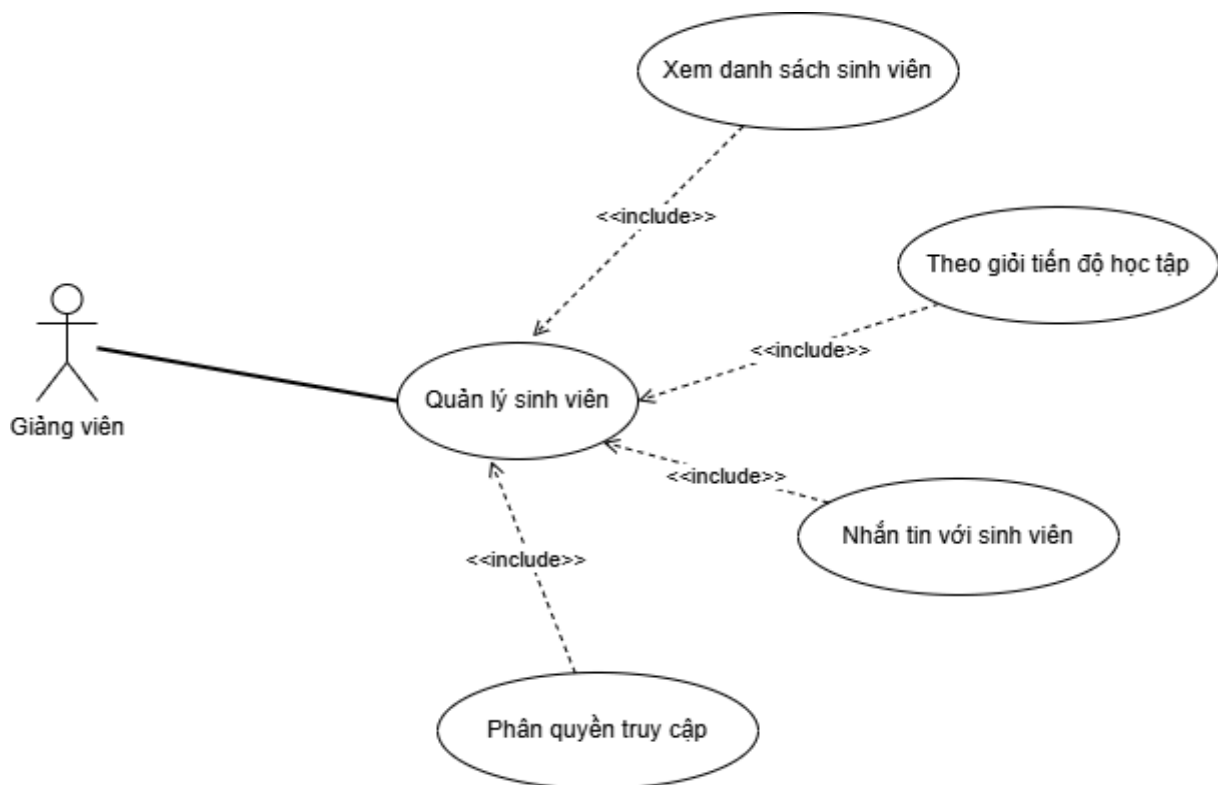 Xem danh sách sinh viên
<<include>>
Theo giỏi tiến độ học tập
<<include>>
Giảng viên
Quản lý sinh viên
<<include>>
Nhắn tin với sinh viên
<<include>>
Phân quyền truy cập